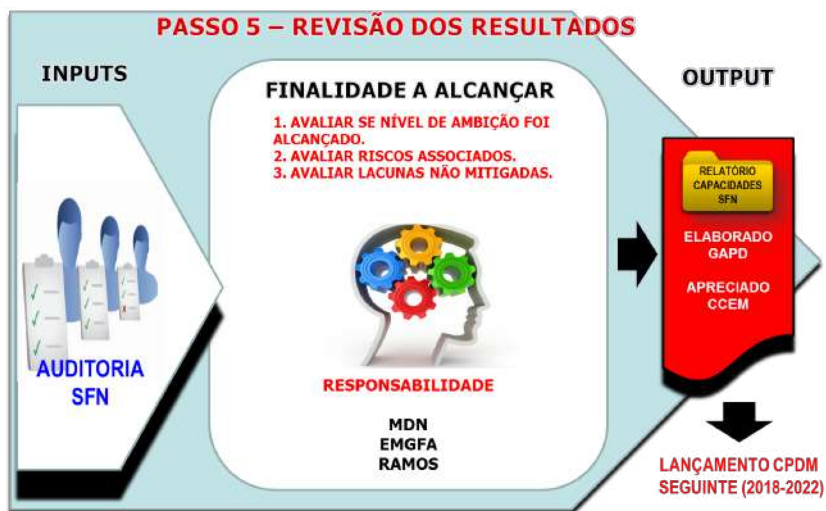 PASSO 5 – REVISÃO DOS RESULTADOS
INPUTS
AUDITORIA
SFN
FINALIDADE A ALCANÇAR
1. AVALIAR SE NÍVEL DE AMBIÇÃO FOI
ALCANÇADO.
2. AVALIAR RISCOS ASSOCIADOS.
3. AVALIAR LACUNAS NÃO MITIGADAS.
RESPONSABILIDADE
MDN
EMGFA
RAMOS
OUTPUT
RELATÓRIO
CAPACIDADES
SFN
ELABORADO
GAPD
APRECIADO
CCEM
LANÇAMENTO CPDM
SEGUINTE (2018-2022)